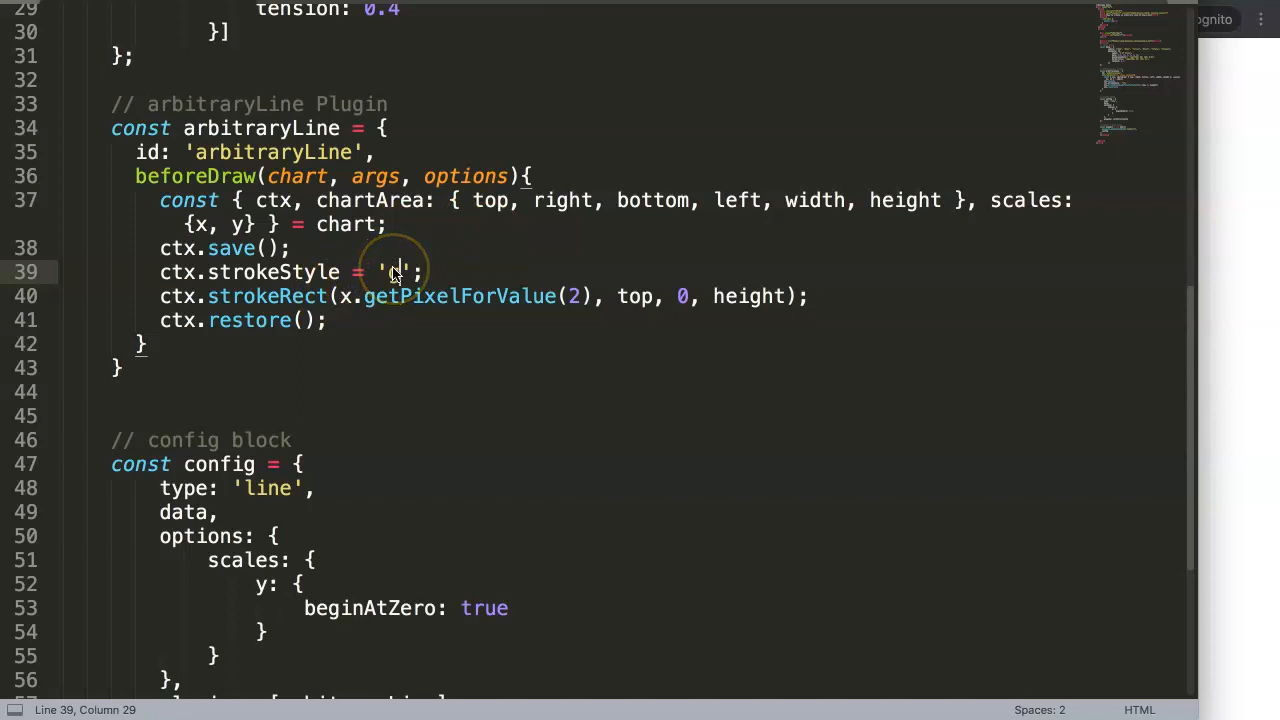 29 tension: 0.4
30 }]
31 };
32
33 // arbitraryLine Plugin
34 const arbitraryLine = {
35 id: 'arbitraryLine',
36 beforeDraw(chart, args, options){
37 const { ctx, chartArea: { top, right, bottom, left, width, height }, scales:
{x, y} } = chart;
38 ctx.save();
39 ctx.strokeStyle = '';
40 ctx.strokeRect(x.getPixelForValue(2), top, 0, height);
41 ctx.restore();
42 }
43 }
44
45
46 // config block
47 const config = {
48 type: 'line',
49 data,
50 options: {
51 scales: {
52 y: {
53 beginAtZero: true
54 }
55 }
56 },
Line 39, Column 29 Spaces: 2 HTML